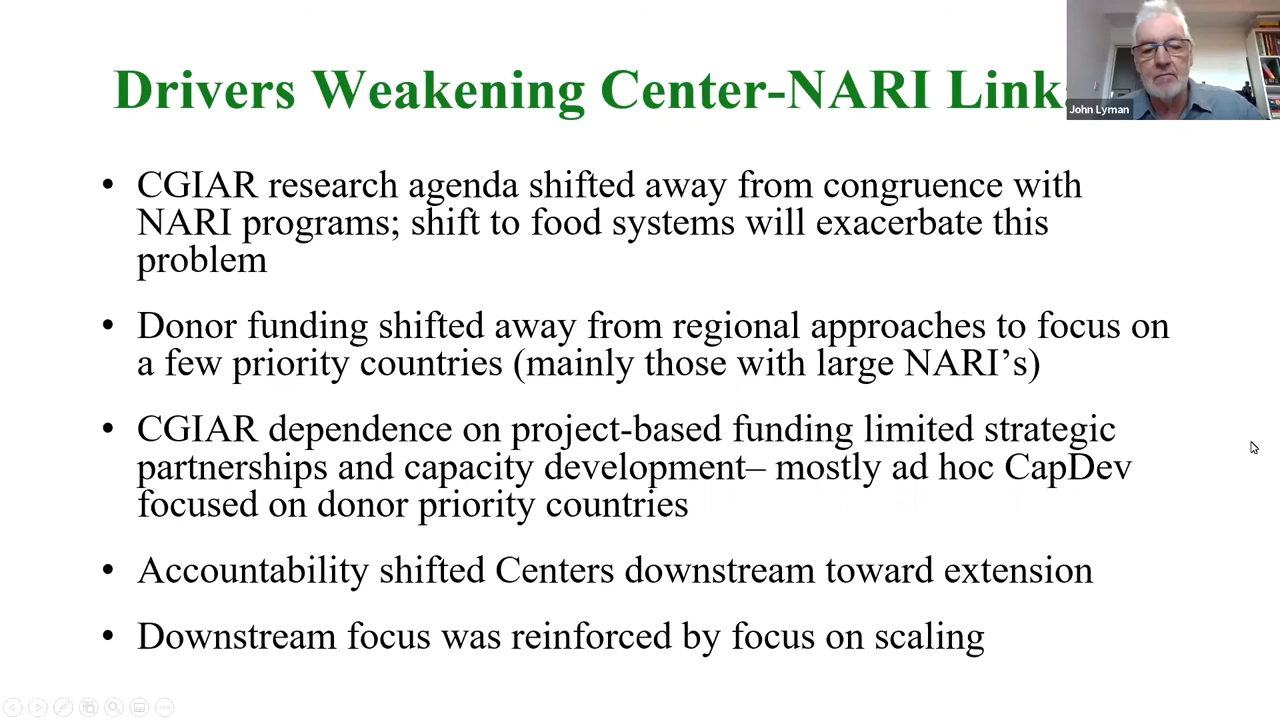 Drivers Weakening Center-NARI Link
John Lyman
• CGIAR research agenda shifted away from congruence with
NARI programs; shift to food systems will exacerbate this
problem
• Donor funding shifted away from regional approaches to focus on
a few priority countries (mainly those with large NARI’s)
• CGIAR dependence on project-based funding limited strategic
partnerships and capacity development– mostly ad hoc CapDev
focused on donor priority countries
• Accountability shifted Centers downstream toward extension
• Downstream focus was reinforced by focus on scaling